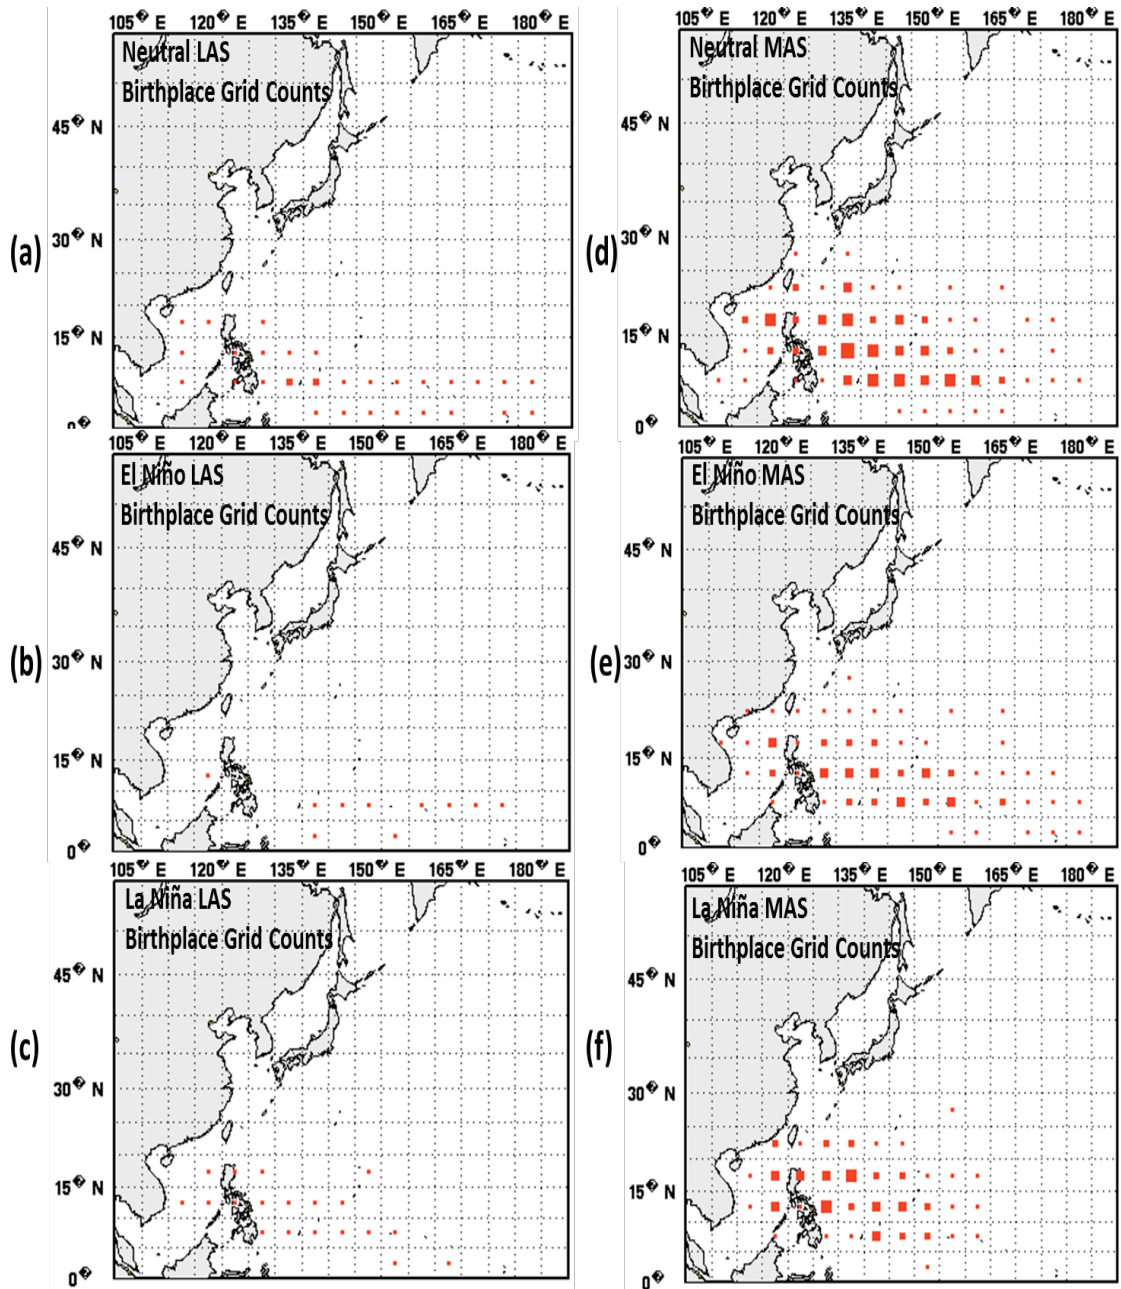 105� E 120� E 135� E 150� E 165� E 180� E
Neutral LAS
Birthplace Grid Counts
45� N
(a)
30� N
15� N
0�
105� E 120� E 135� E 150� E 165� E 180� E
Neutral MAS
Birthplace Grid Counts
45� N
(d)
30� N
15� N
0�
105� E 120� E 135� E 150� E 165� E 180� E
El Niño LAS
Birthplace Grid Counts
45� N
(b)
30� N
15� N
0�
105� E 120� E 135� E 150� E 165� E 180� E
El Niño MAS
Birthplace Grid Counts
45� N
(e)
30� N
15� N
0�
105� E 120� E 135� E 150� E 165� E 180� E
La Niña LAS
Birthplace Grid Counts
45� N
(c)
30� N
15� N
0�
105� E 120� E 135� E 150� E 165� E 180� E
La Niña MAS
Birthplace Grid Counts
45� N
(f)
30� N
15� N
0�